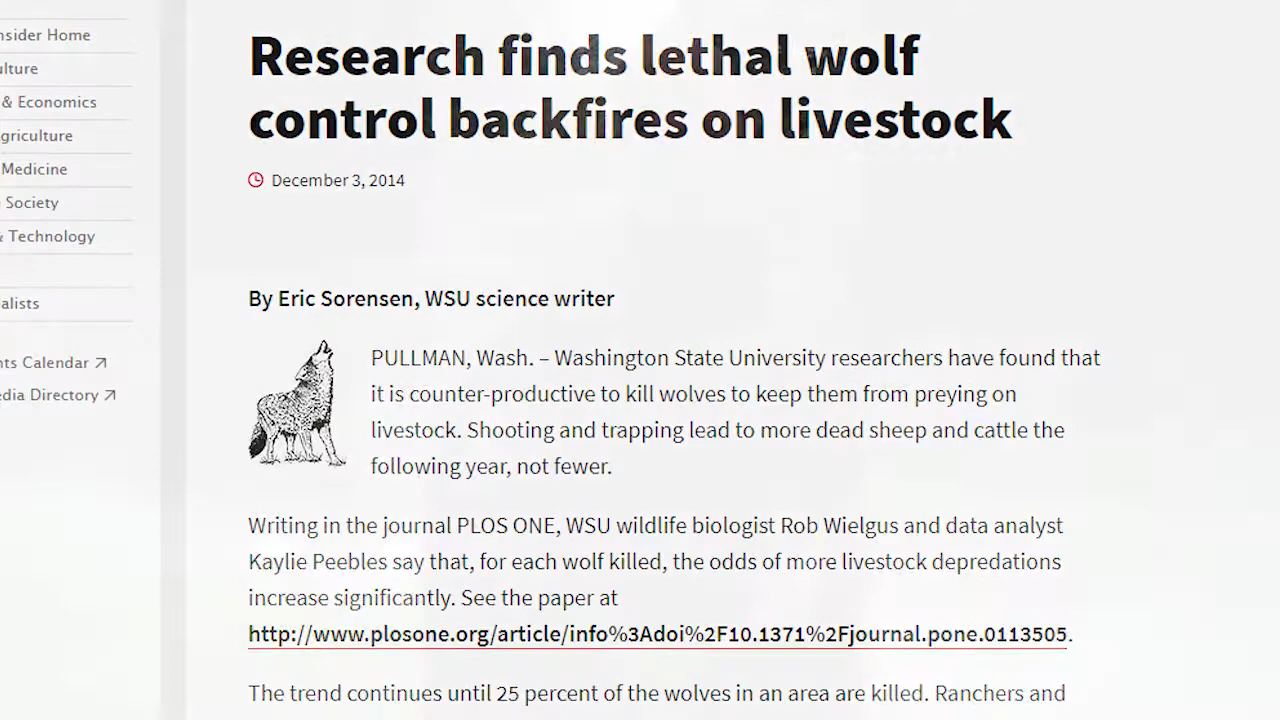 nsider Home
ulture
& Economics
griculture
Medicine
Society
& Technology
alists
nts Calendar
edia Directory
Research finds lethal wolf
control backfires on livestock
December 3, 2014
By Eric Sorensen, WSU science writer
PULLMAN, Wash. – Washington State University researchers have found that
it is counter-productive to kill wolves to keep them from preying on
livestock. Shooting and trapping lead to more dead sheep and cattle the
following year, not fewer.
Writing in the journal PLOS ONE, WSU wildlife biologist Rob Wielgus and data analyst
Kaylie Peebles say that, for each wolf killed, the odds of more livestock depredations
increase significantly. See the paper at
http://www.plosone.org/article/info%3Adoi%2F10.1371%2Fjournal.pone.0113505.
The trend continues until 25 percent of the wolves in an area are killed. Ranchers and